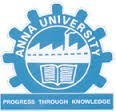 ANNA UNIVERSITY
PROGRESS THROUGH KNOWLEDGE